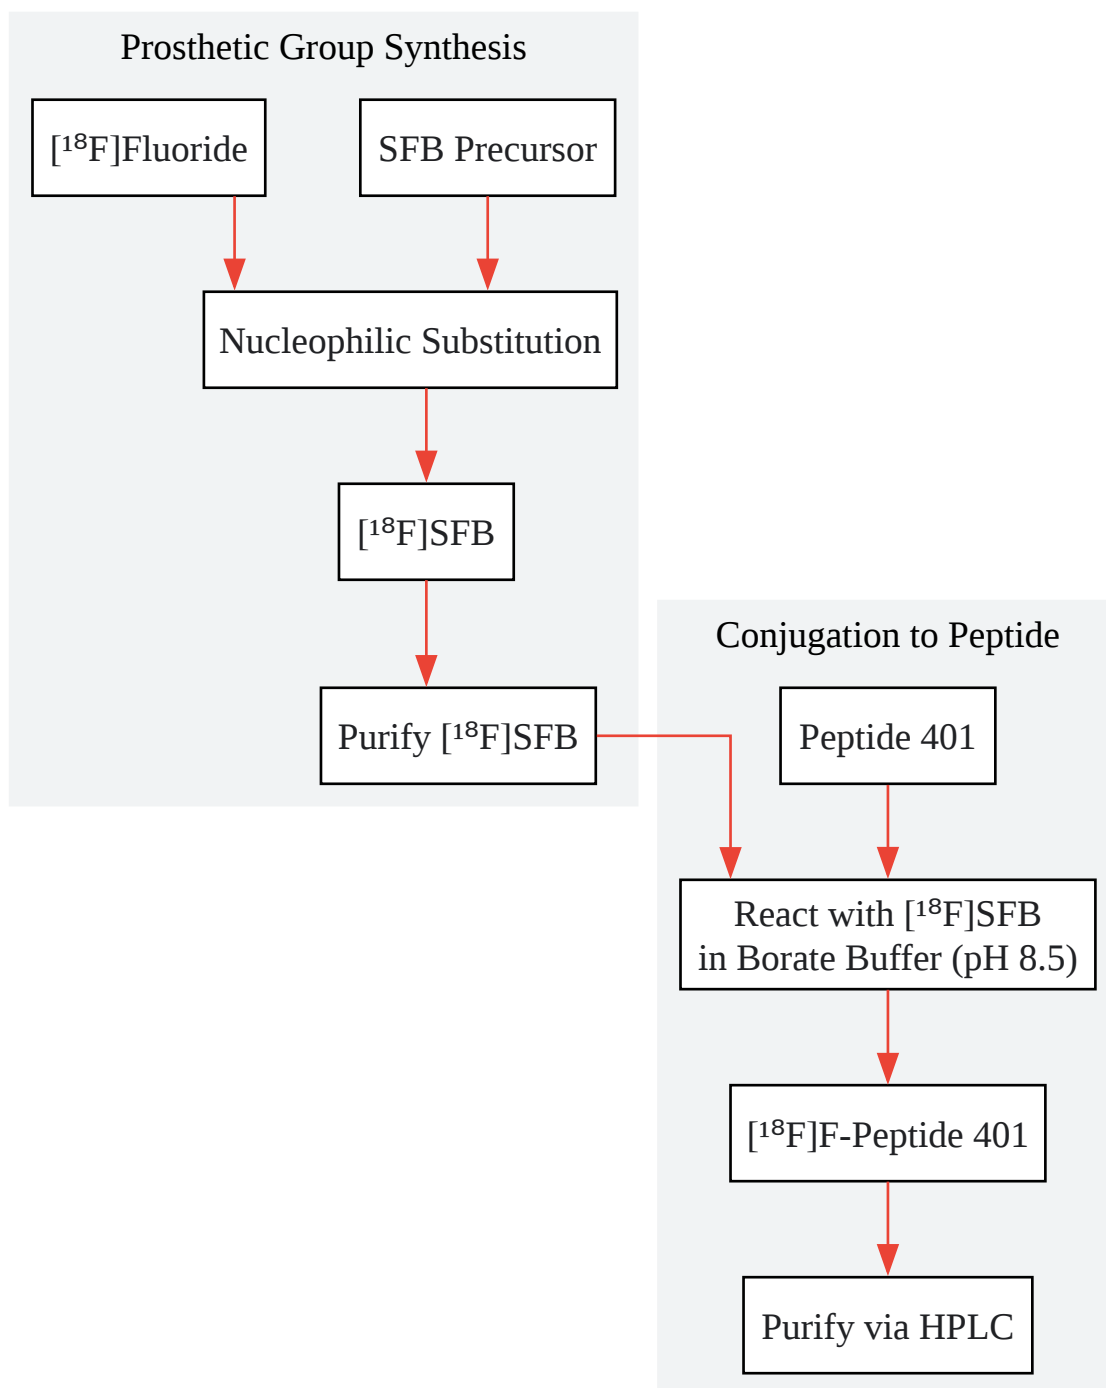 Prosthetic Group Synthesis
[¹⁸F]Fluoride
SFB Precursor
Nucleophilic Substitution
[¹⁸F]SFB
Purify [¹⁸F]SFB
Conjugation to Peptide
Peptide 401
React with [¹⁸F]SFB
in Borate Buffer (pH 8.5)
[¹⁸F]F-Peptide 401
Purify via HPLC